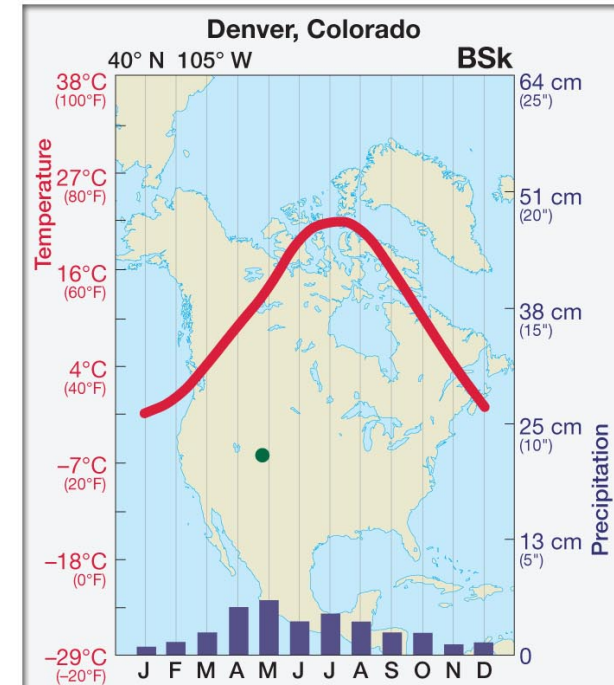 Denver, Colorado
40° N 105° W BSk
38°C
(100°F)
27°C
(80°F)
16°C
(60°F)
4°C
(40°F)
–7°C
(20°F)
–18°C
(0°F)
–29°C
(–20°F)
Temperature
64 cm
(25")
51 cm
(20")
38 cm
(15")
25 cm
(10")
13 cm
(5")
0
Precipitation
J F M A M J J A S O N D